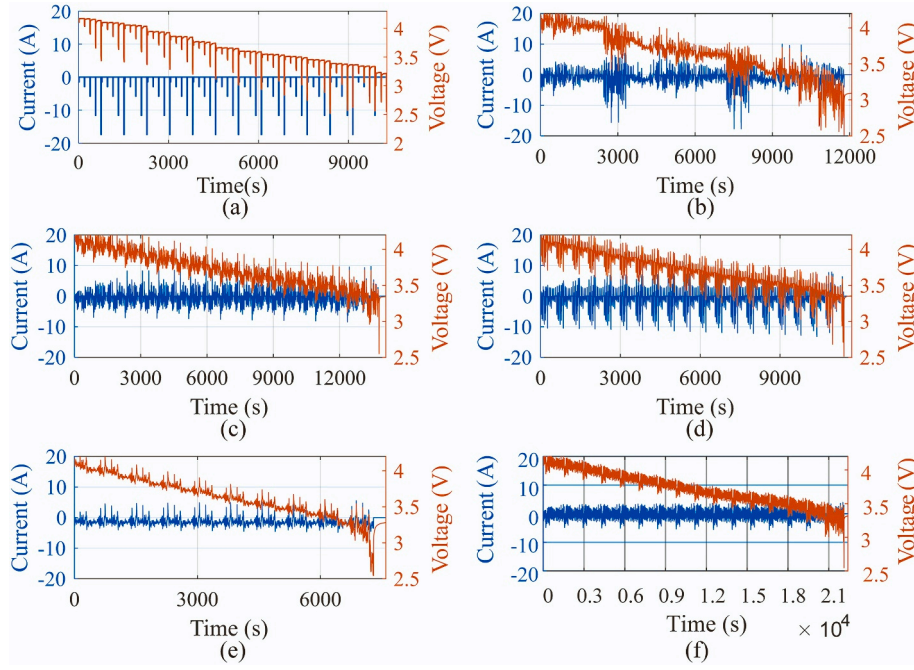 20
10
0
-10
-20
Current (A)
4
3.5
3
2.5
2
Voltage (V)
0 3000 6000 9000
Time(s)
(a)
20
10
0
-10
-20
Current (A)
4
3.5
3
2.5
Voltage (V)
0 3000 6000 9000 12000
Time (s)
(b)
20
10
0
-10
-20
Current (A)
4
3.5
3
2.5
Voltage (V)
0 3000 6000 9000 12000
Time (s)
(c)
20
10
0
-10
-20
Current (A)
4
3.5
3
2.5
Voltage (V)
0 3000 6000 9000
Time (s)
(d)
20
10
0
-10
-20
Current (A)
4
3.5
3
2.5
Voltage (V)
0 3000 6000
Time (s)
(e)
20
10
0
-10
-20
Current (A)
4
3.5
3
2.5
Voltage (V)
0 0.3 0.6 0.9 1.2 1.5 1.8 2.1
Time (s) × 10⁴
(f)